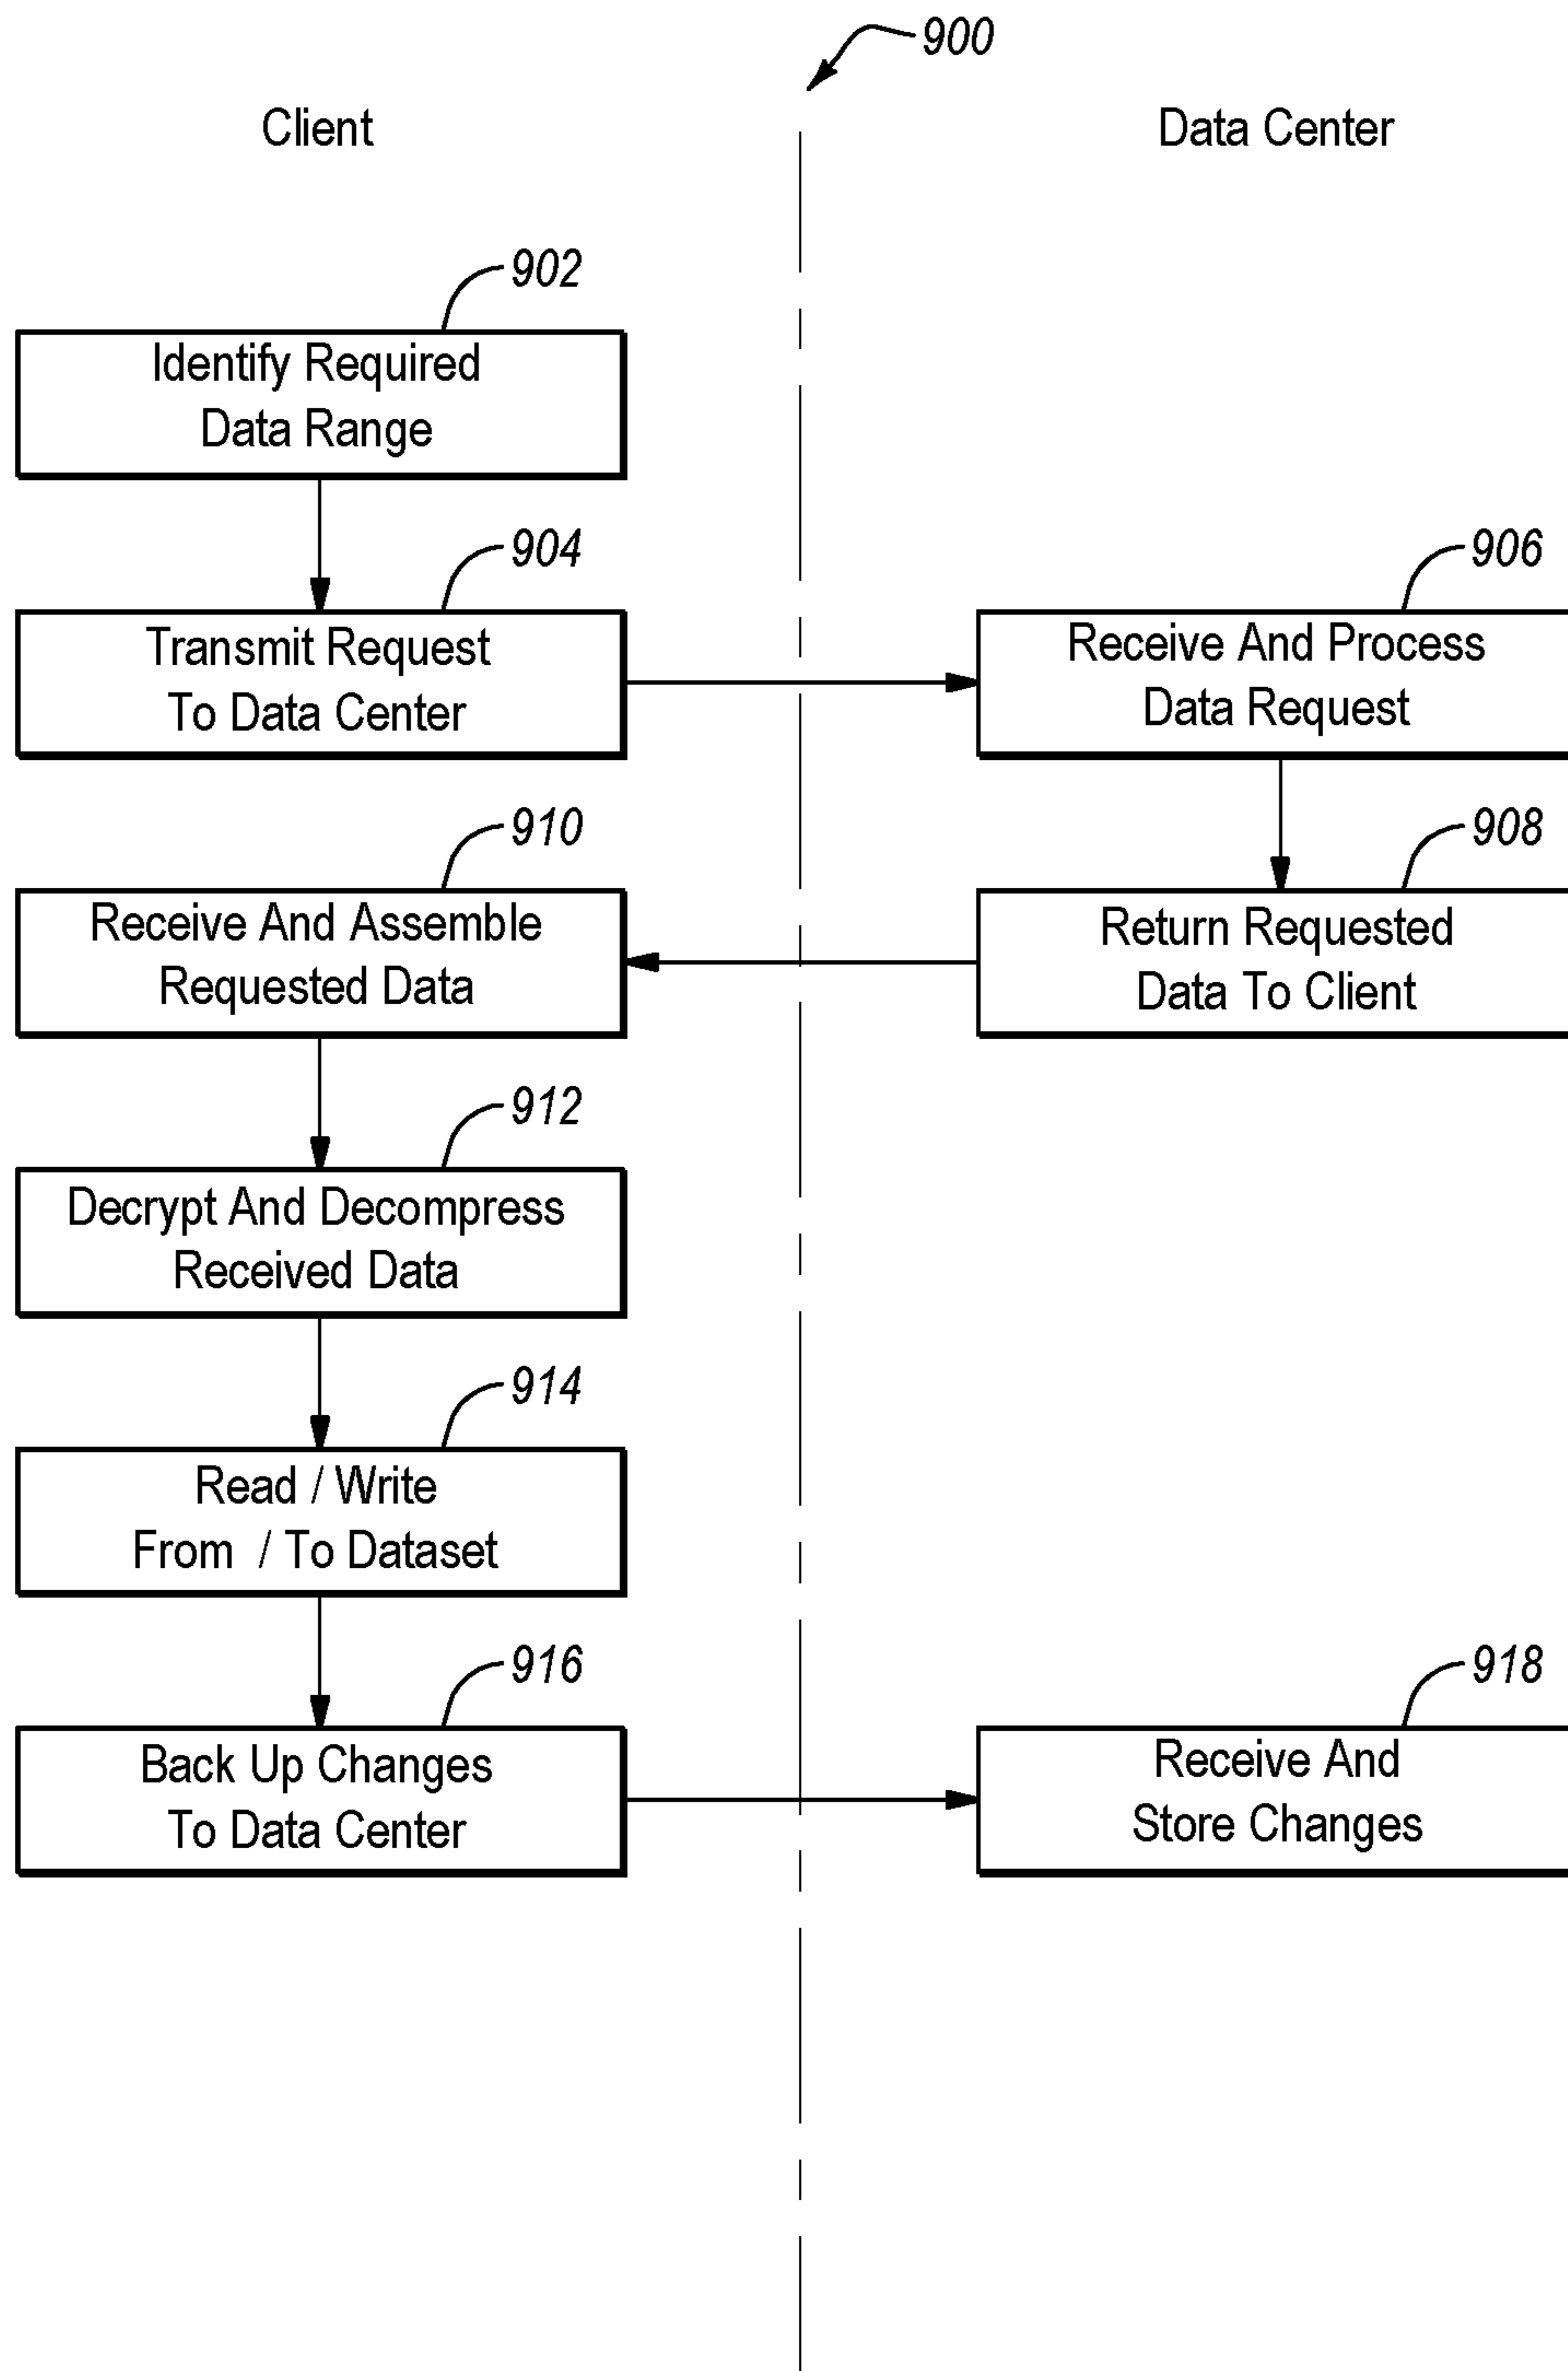 900
Client
Data Center
902
Identify Required
Data Range
904
Transmit Request
To Data Center
906
Receive And Process
Data Request
908
Return Requested
Data To Client
910
Receive And Assemble
Requested Data
912
Decrypt And Decompress
Received Data
914
Read / Write
From / To Dataset
916
Back Up Changes
To Data Center
918
Receive And
Store Changes